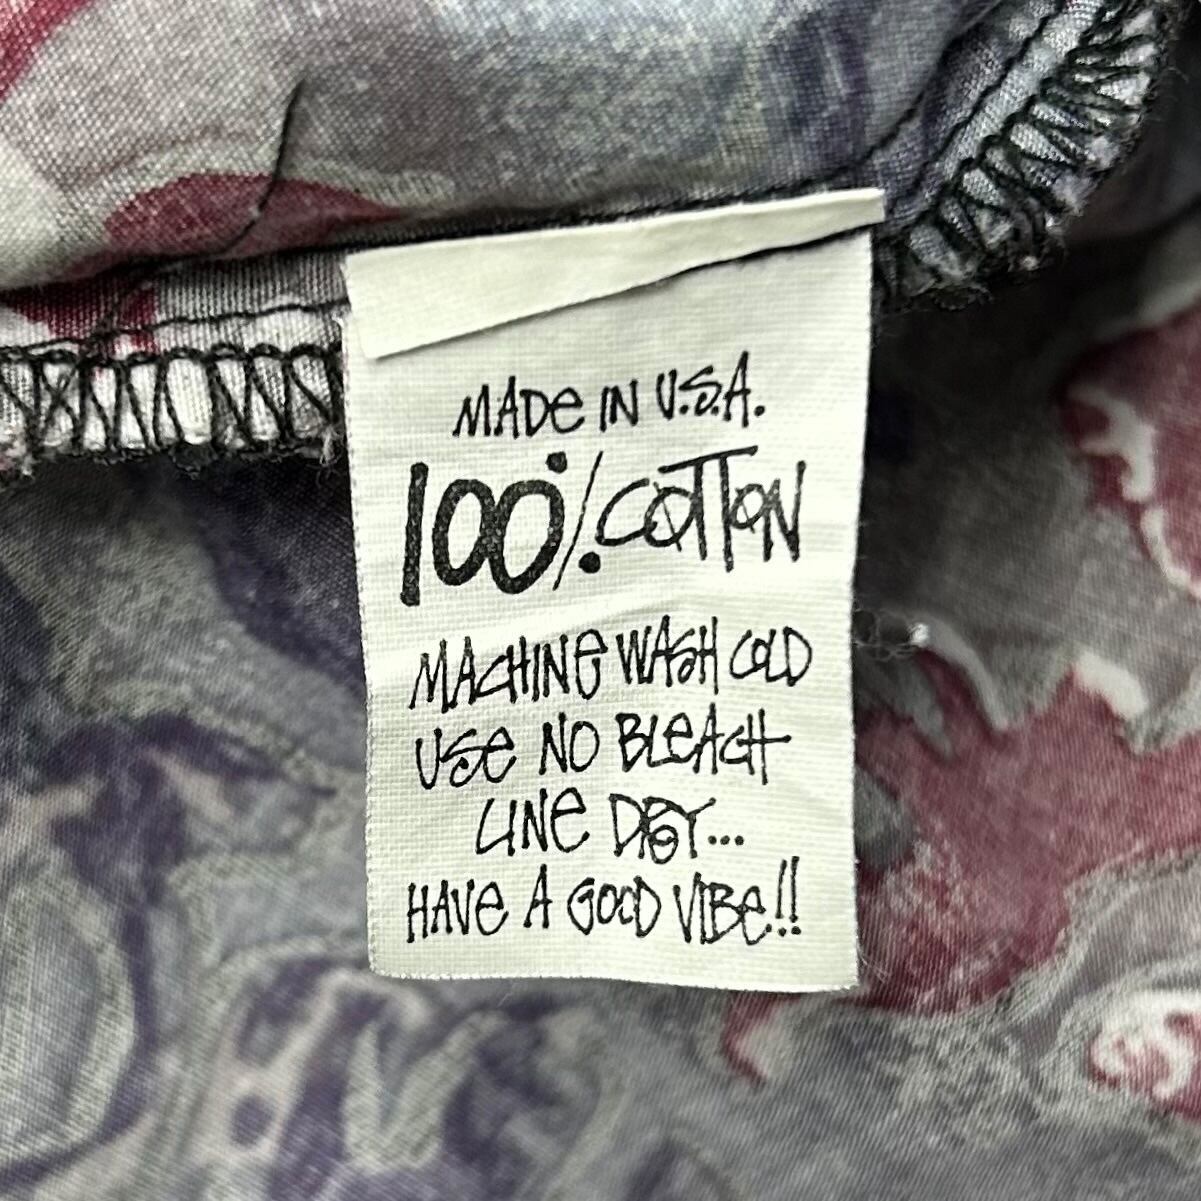 MADe IN U.S.A.
100% COTTON
MACHINe WASH COLD
USe NO BLeACH
LINe DRY...
HAVe A GOOD VIBe!!